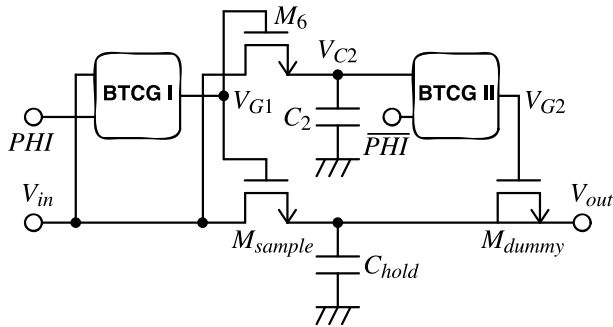 M6
VC2
BTCG I
BTCG II
VG1
VG2
C2
PHI
PHI
Vin
Vout
Msample
Mdummy
Chold